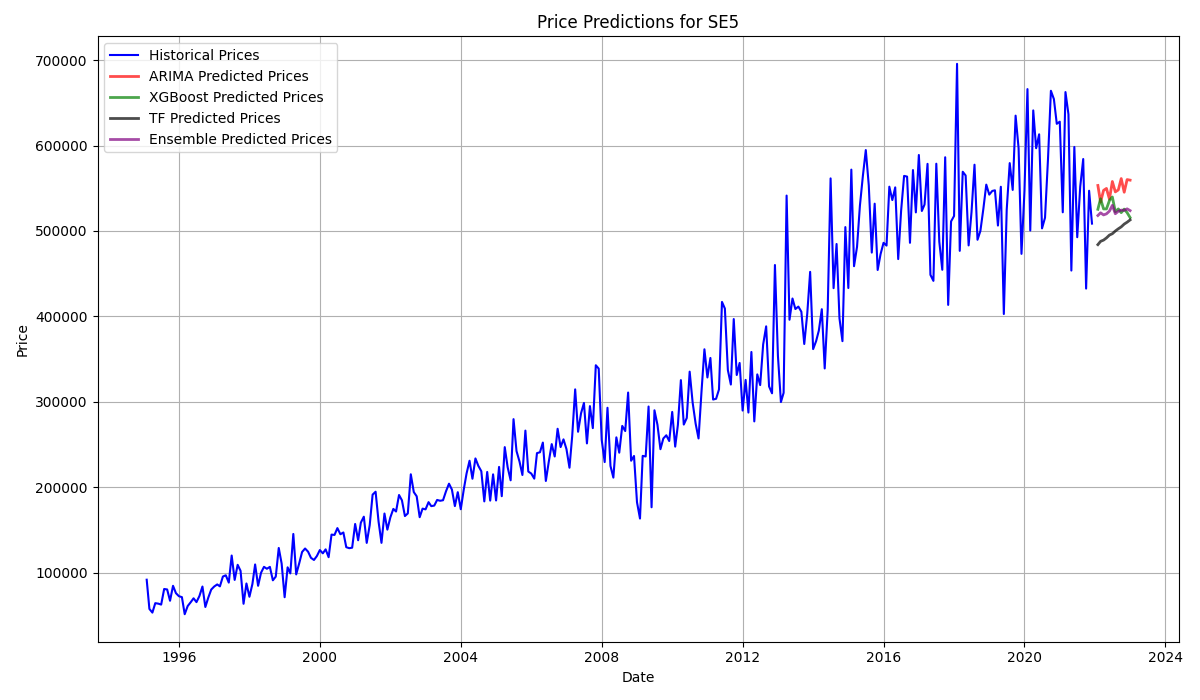 Price Predictions for SE5
Historical Prices
ARIMA Predicted Prices
XGBoost Predicted Prices
TF Predicted Prices
Ensemble Predicted Prices
700000
600000
500000
400000
300000
200000
100000
Price
1996 2000 2004 2008 2012 2016 2020 2024
Date